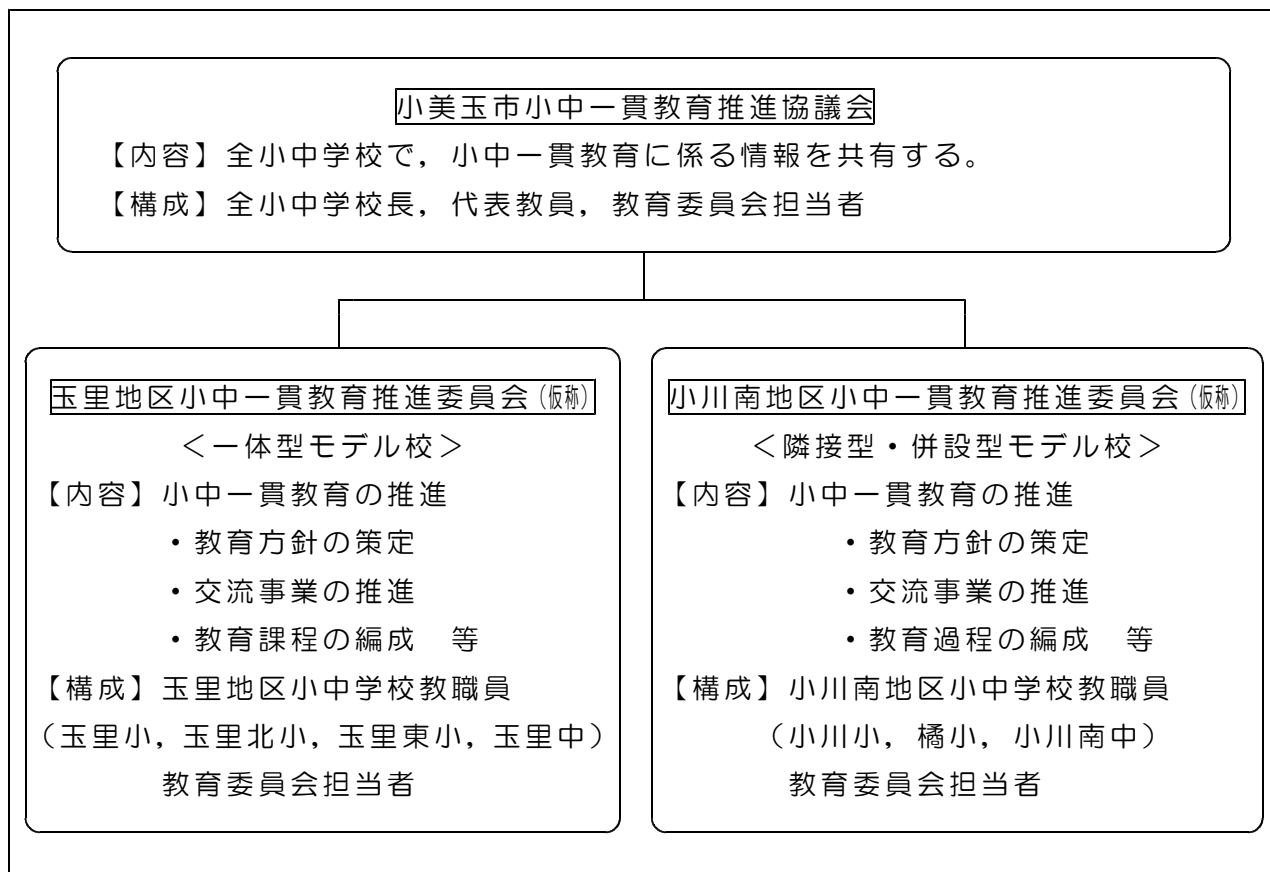 小美玉市小中一貫教育推進協議会
【内容】全小中学校で，小中一貫教育に係る情報を共有する。
【構成】全小中学校長，代表教員，教育委員会担当者
玉里地区小中一貫教育推進委員会(仮称)
＜一体型モデル校＞
【内容】小中一貫教育の推進
・教育方針の策定
・交流事業の推進
・教育課程の編成　等
【構成】玉里地区小中学校教職員
（玉里小，玉里北小，玉里東小，玉里中）
教育委員会担当者
小川南地区小中一貫教育推進委員会(仮称)
＜隣接型・併設型モデル校＞
【内容】小中一貫教育の推進
・教育方針の策定
・交流事業の推進
・教育過程の編成　等
【構成】小川南地区小中学校教職員
（小川小，橘小，小川南中）
教育委員会担当者